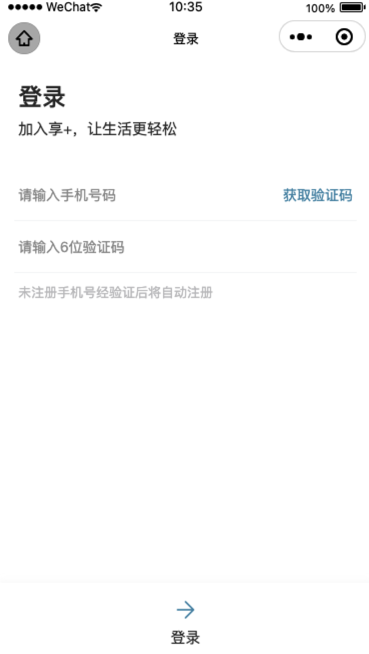 ●●●●● WeChat 10:35 100%
登录
登录
加入享+，让生活更轻松
请输入手机号码 获取验证码
请输入6位验证码
未注册手机号经验证后将自动注册
登录